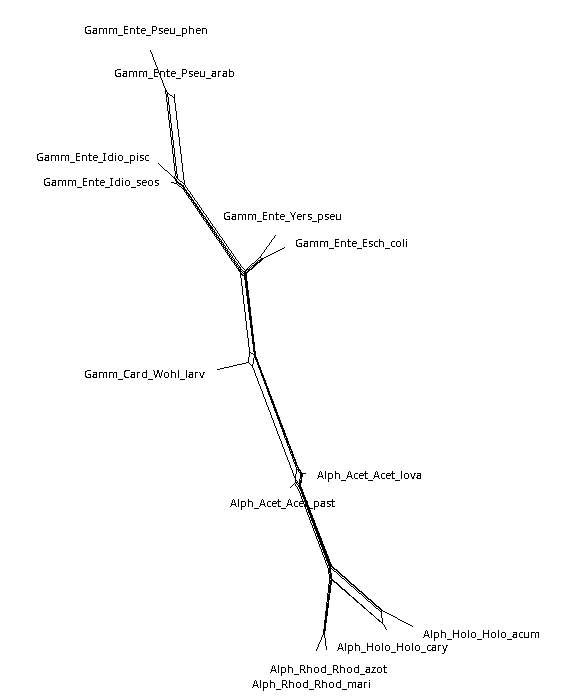 Gamm_Ente_Pseu_phen
Gamm_Ente_Pseu_arab
Gamm_Ente_Idio_pisc
Gamm_Ente_Idio_seos
Gamm_Ente_Yers_pseu
Gamm_Ente_Esch_coli
Gamm_Card_Wohl_larv
Alph_Acet_Acet_lova
Alph_Acet_Acet_past
Alph_Holo_Holo_acum
Alph_Holo_Holo_cary
Alph_Rhod_Rhod_azot
Alph_Rhod_Rhod_mari